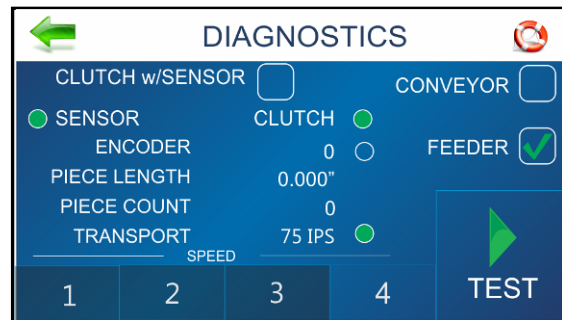 DIAGNOSTICS
CLUTCH w/SENSOR
CONVEYOR
SENSOR CLUTCH
ENCODER 0
FEEDER
PIECE LENGTH 0.000"
PIECE COUNT 0
TRANSPORT 75 IPS
SPEED
1 2 3 4 TEST